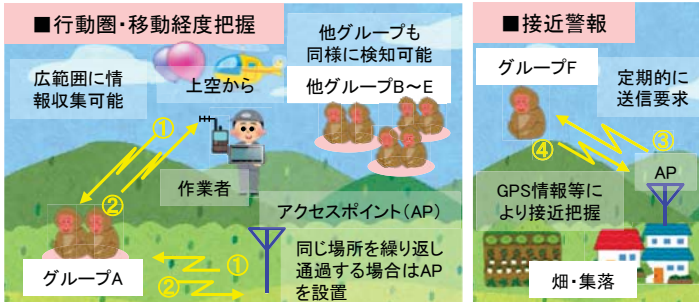 ■行動圏・移動経度把握
広範囲に情
報収集可能
上空から
他グループも
同様に検知可能
他グループB~E
①
②
作業者
アクセスポイント(AP)
グループA
①
②
同じ場所を繰り返し
通過する場合はAP
を設置
■接近警報
グループF
定期的に
送信要求
③
④
AP
GPS情報等に
より接近把握
畑・集落